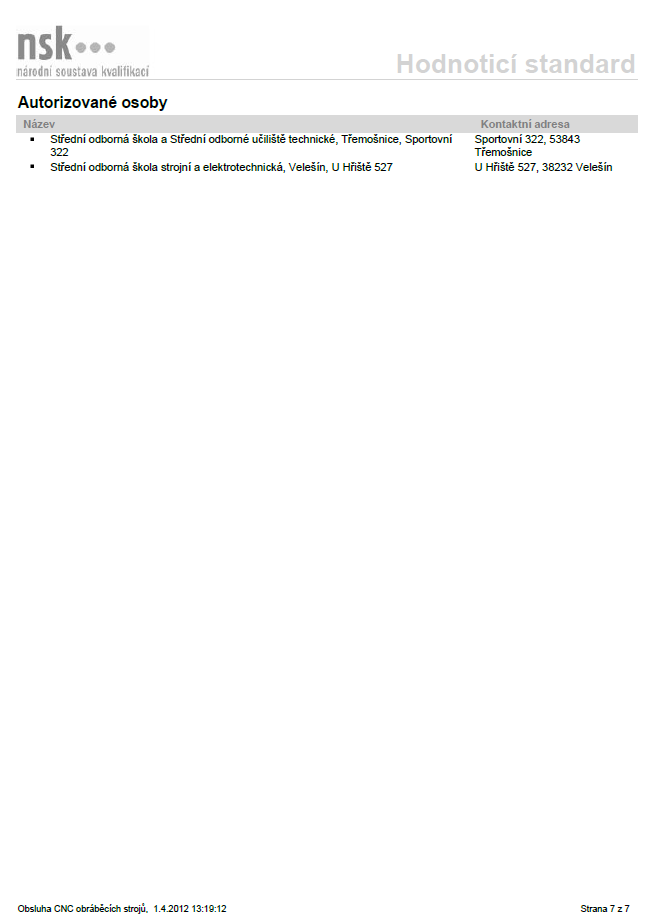 nsk
národní soustava kvalifikací
Hodnoticí standard
Autorizované osoby
Název Kontaktní adresa
▪ Střední odborná škola a Střední odborné učiliště technické, Třemošnice, Sportovní Sportovní 322, 53843
322 Třemošnice
▪ Střední odborná škola strojní a elektrotechnická, Velešín, U Hřiště 527 U Hřiště 527, 38232 Velešín
Obsluha CNC obráběcích strojů, 1.4.2012 13:19:12 Strana 7 z 7